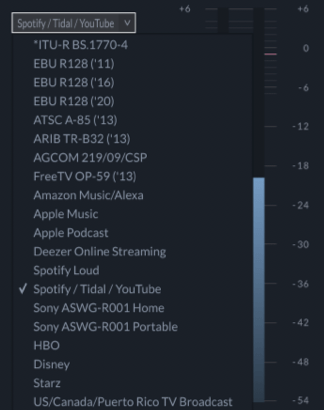 +6 +6
Spotify / Tidal / YouTube
*ITU-R BS.1770-4
0
EBU R128 ('11)
EBU R128 ('16)
-6
EBU R128 ('20)
ATSC A-85 ('13)
-12
ARIB TR-B32 ('13)
AGCOM 219/09/CSP
-18
FreeTV OP-59 ('13)
Amazon Music/Alexa
-24
Apple Music
Apple Podcast
-30
Deezer Online Streaming
Spotify Loud
-36
✓ Spotify / Tidal / YouTube
Sony ASWG-R001 Home
-42
Sony ASWG-R001 Portable
HBO
-48
Disney
Starz
US/Canada/Puerto Rico TV Broadcast
-54